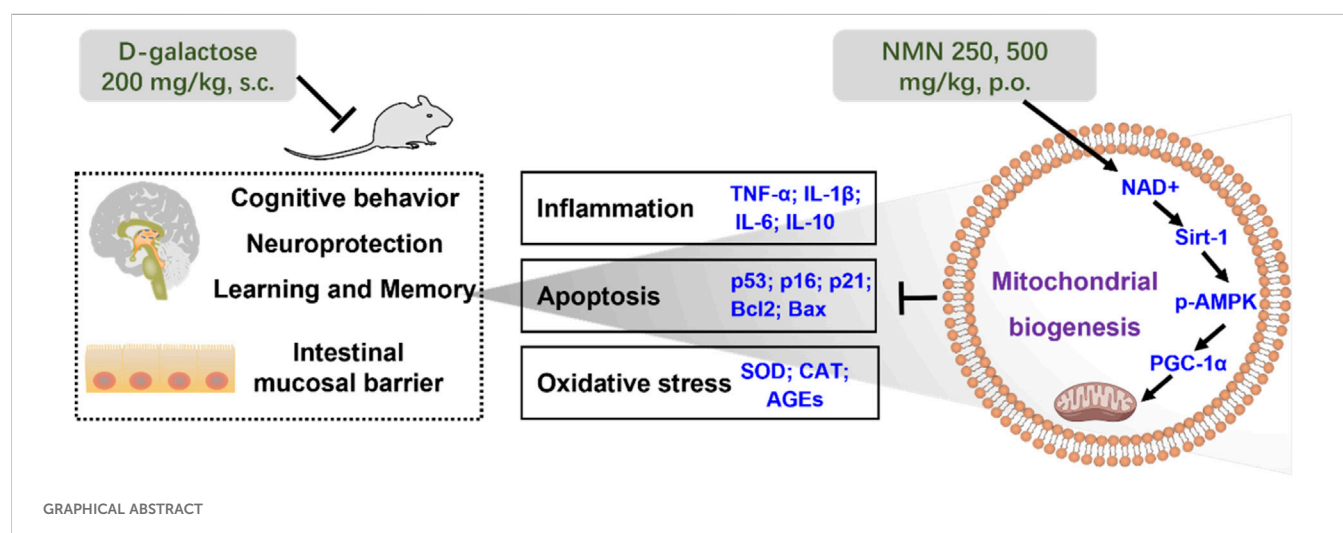 D-galactose
200 mg/kg, s.c.
NMN 250, 500
mg/kg, p.o.
Cognitive behavior
Neuroprotection
Learning and Memory
Intestinal
mucosal barrier
Inflammation
TNF-α; IL-1β;
IL-6; IL-10
Apoptosis
p53; p16; p21;
Bcl2; Bax
Oxidative stress
SOD; CAT;
AGEs
NAD+
Sirt-1
p-AMPK
PGC-1α
Mitochondrial
biogenesis
GRAPHICAL ABSTRACT